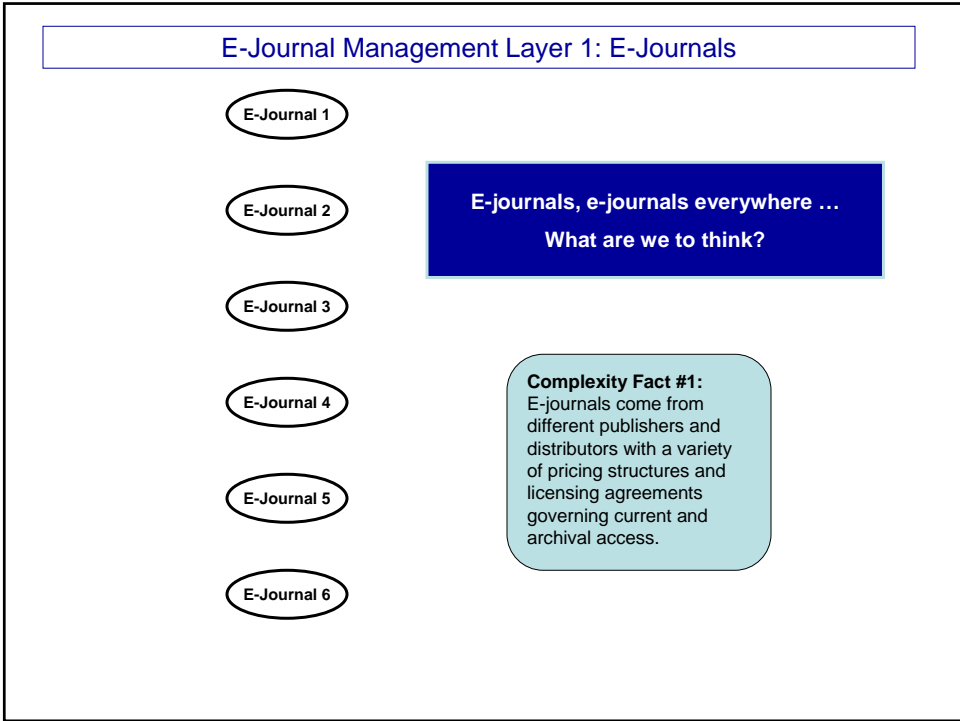 E-Journal Management Layer 1: E-Journals
E-Journal 1
E-Journal 2
E-journals, e-journals everywhere …
What are we to think?
E-Journal 3
E-Journal 4
Complexity Fact #1:
E-journals come from
different publishers and
distributors with a variety
of pricing structures and
licensing agreements
governing current and
archival access.
E-Journal 5
E-Journal 6